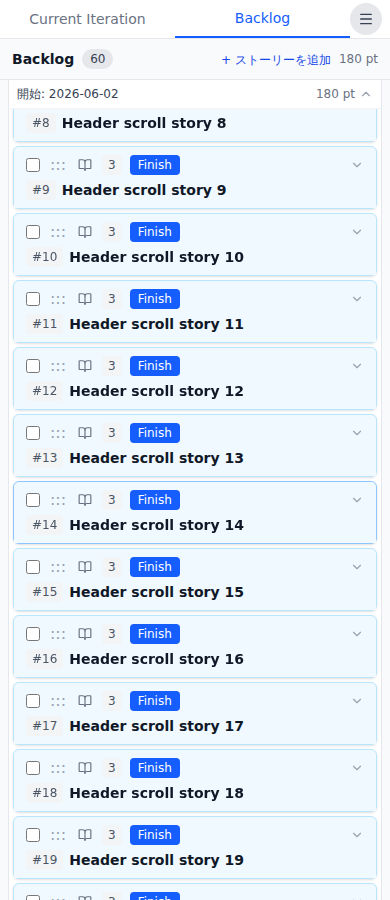 Current Iteration
Backlog
Backlog 60
+ ストーリーを追加 180 pt
開始: 2026-06-02 180 pt
#8 Header scroll story 8
3 Finish
#9 Header scroll story 9
3 Finish
#10 Header scroll story 10
3 Finish
#11 Header scroll story 11
3 Finish
#12 Header scroll story 12
3 Finish
#13 Header scroll story 13
3 Finish
#14 Header scroll story 14
3 Finish
#15 Header scroll story 15
3 Finish
#16 Header scroll story 16
3 Finish
#17 Header scroll story 17
3 Finish
#18 Header scroll story 18
3 Finish
#19 Header scroll story 19
3 Finish